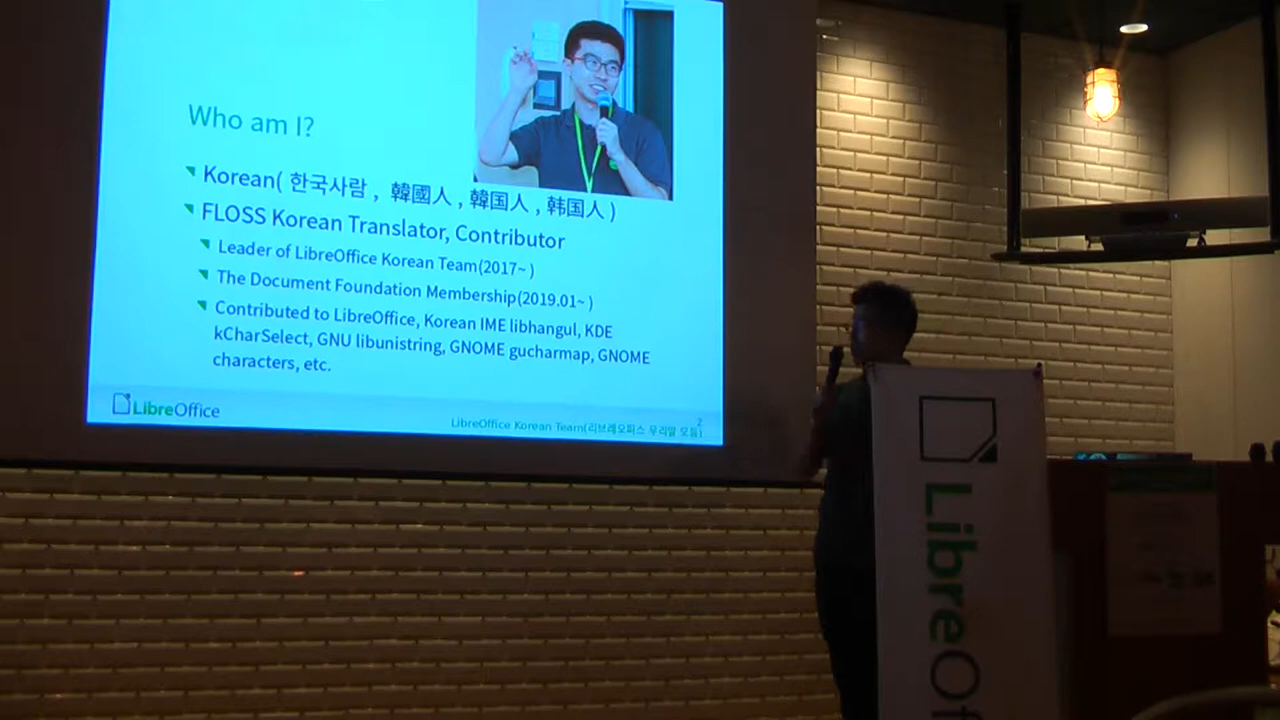 Who am I?
Korean( 한국사람 , 韓國人 , 韓国人 , 韩国人 )
FLOSS Korean Translator, Contributor
Leader of LibreOffice Korean Team(2017~ )
The Document Foundation Membership(2019.01~ )
Contributed to LibreOffice, Korean IME libhangul, KDE
kCharSelect, GNU libunistring, GNOME gucharmap, GNOME
characters, etc.
LibreOffice
2
LibreOffice Korean Team(리브레오피스 우리말 모둠)
LibreOf